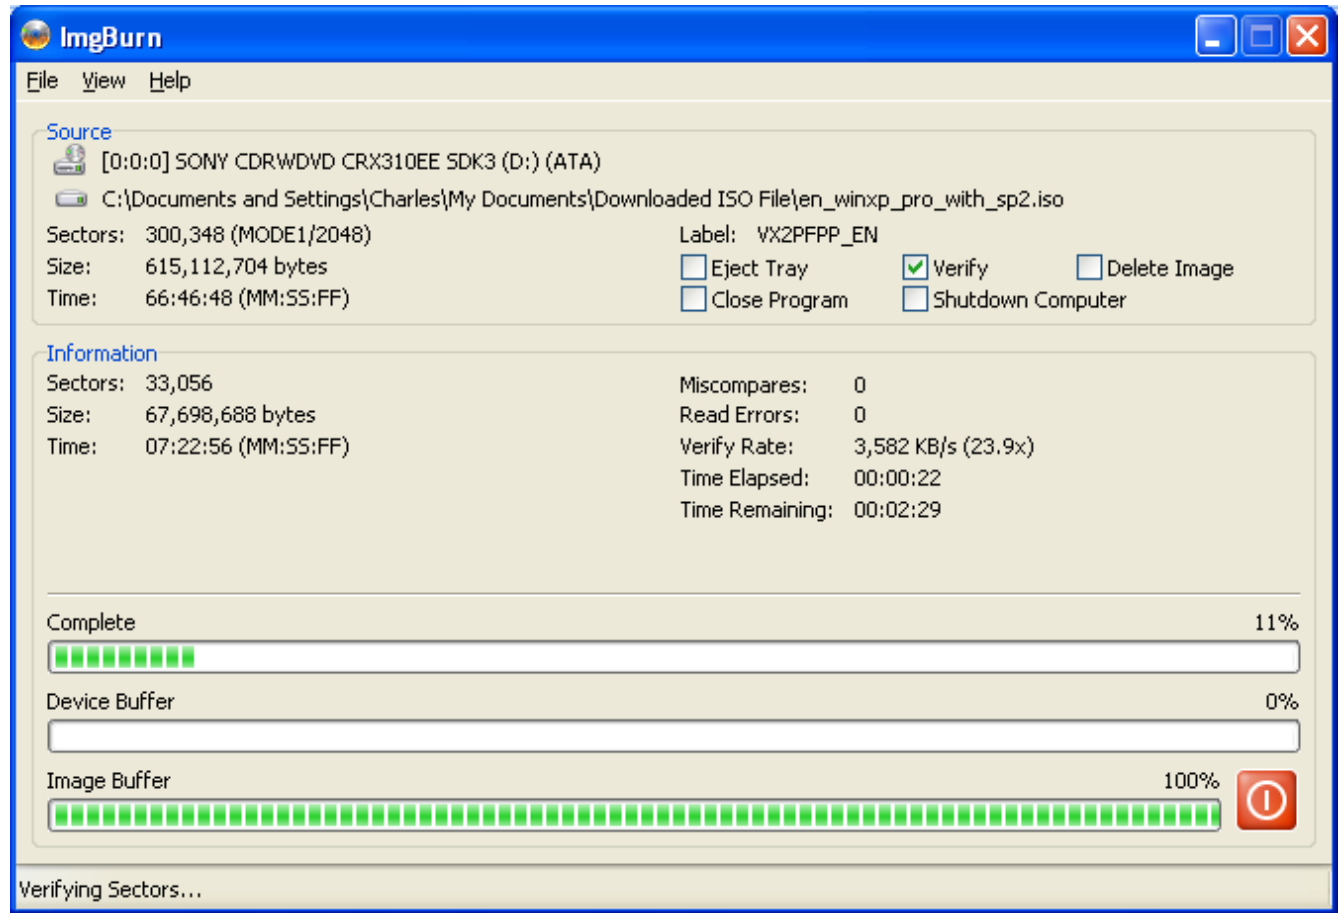 ImgBurn
File View Help
Source
[0:0:0] SONY CDRWDVD CRX310EE SDK3 (D:) (ATA)
C:\Documents and Settings\Charles\My Documents\Downloaded ISO File\en_winxp_pro_with_sp2.iso
Sectors: 300,348 (MODE1/2048) Label: VX2PFPP_EN
Size: 615,112,704 bytes Eject Tray Verify Delete Image
Time: 66:46:48 (MM:SS:FF) Close Program Shutdown Computer
Information
Sectors: 33,056 Miscompares: 0
Size: 67,698,688 bytes Read Errors: 0
Time: 07:22:56 (MM:SS:FF) Verify Rate: 3,582 KB/s (23.9x)
Time Elapsed: 00:00:22
Time Remaining: 00:02:29
Complete 11%
Device Buffer 0%
Image Buffer 100%
Verifying Sectors...